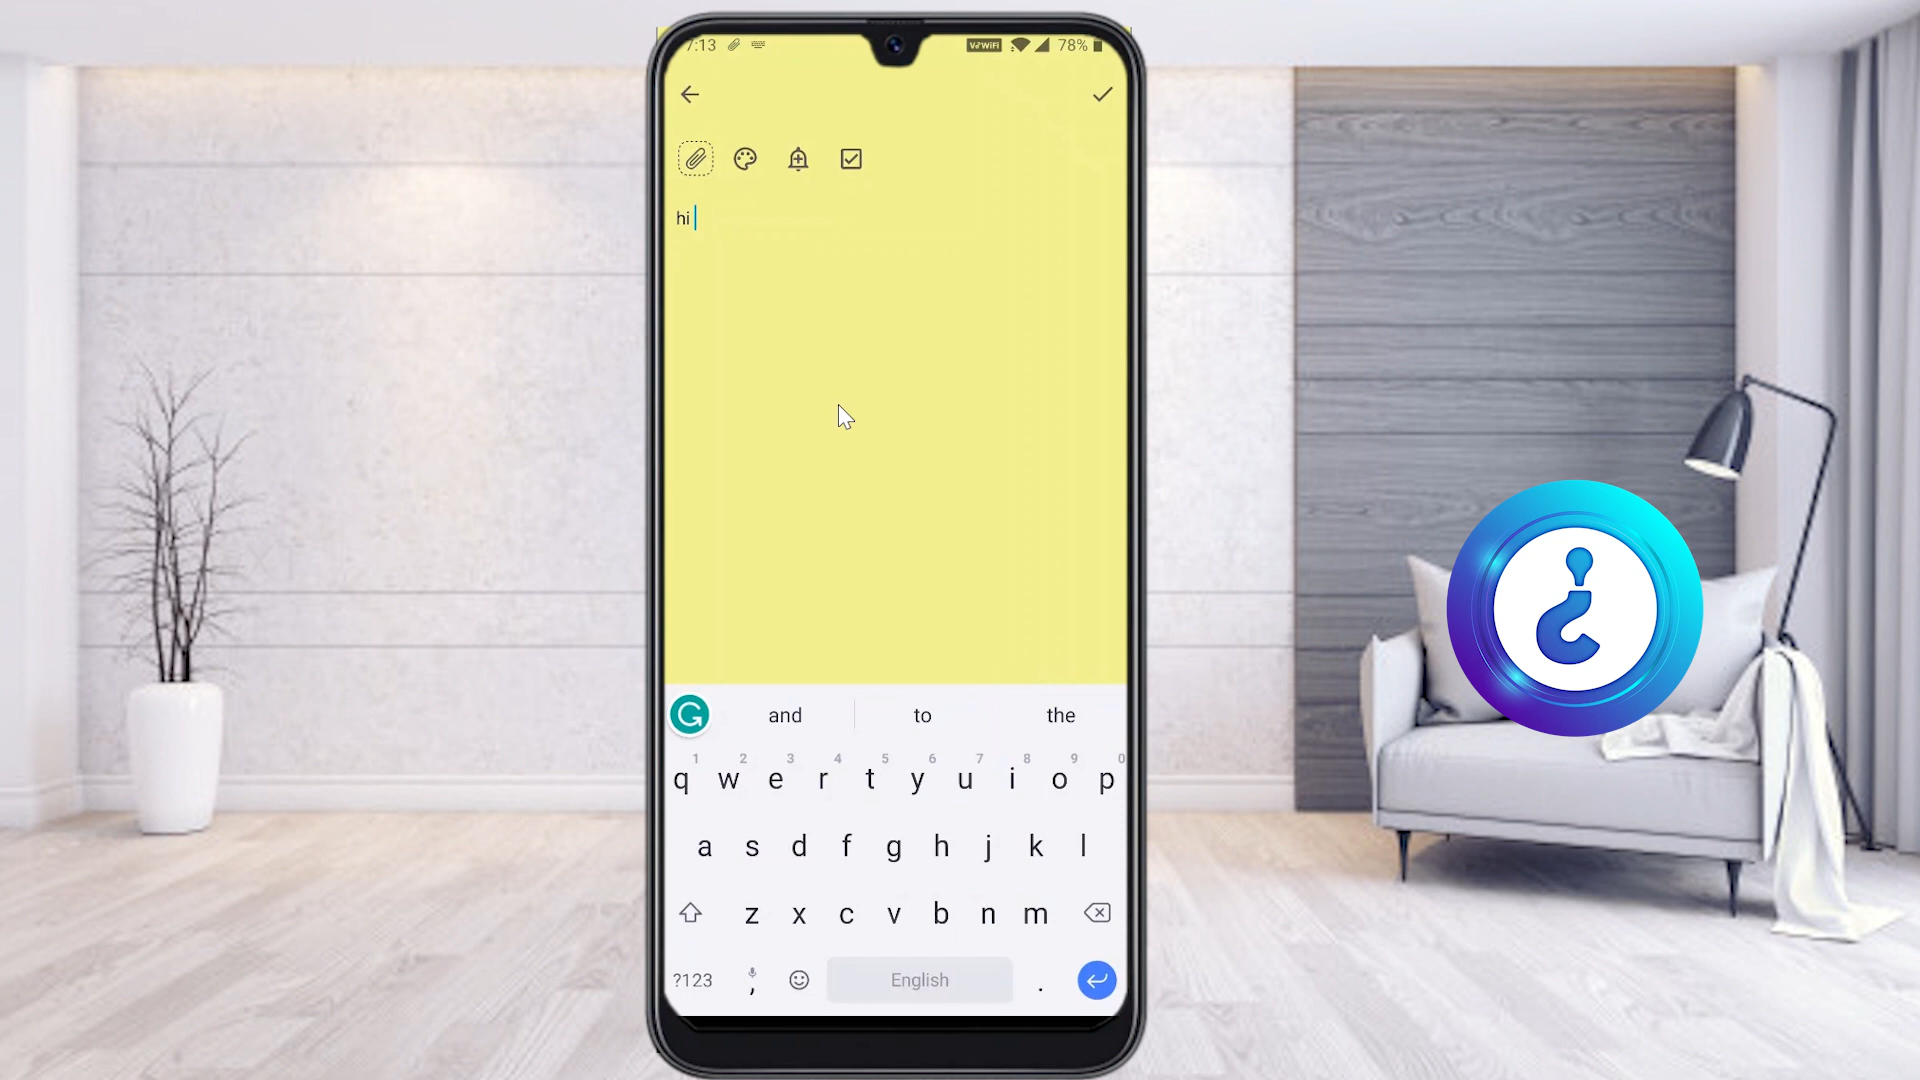 7:13 VoWiFi 78%
hi
and to the
1 2 3 4 5 6 7 8 9 0
q w e r t y u i o p
a s d f g h j k l
z x c v b n m
?123 , English .